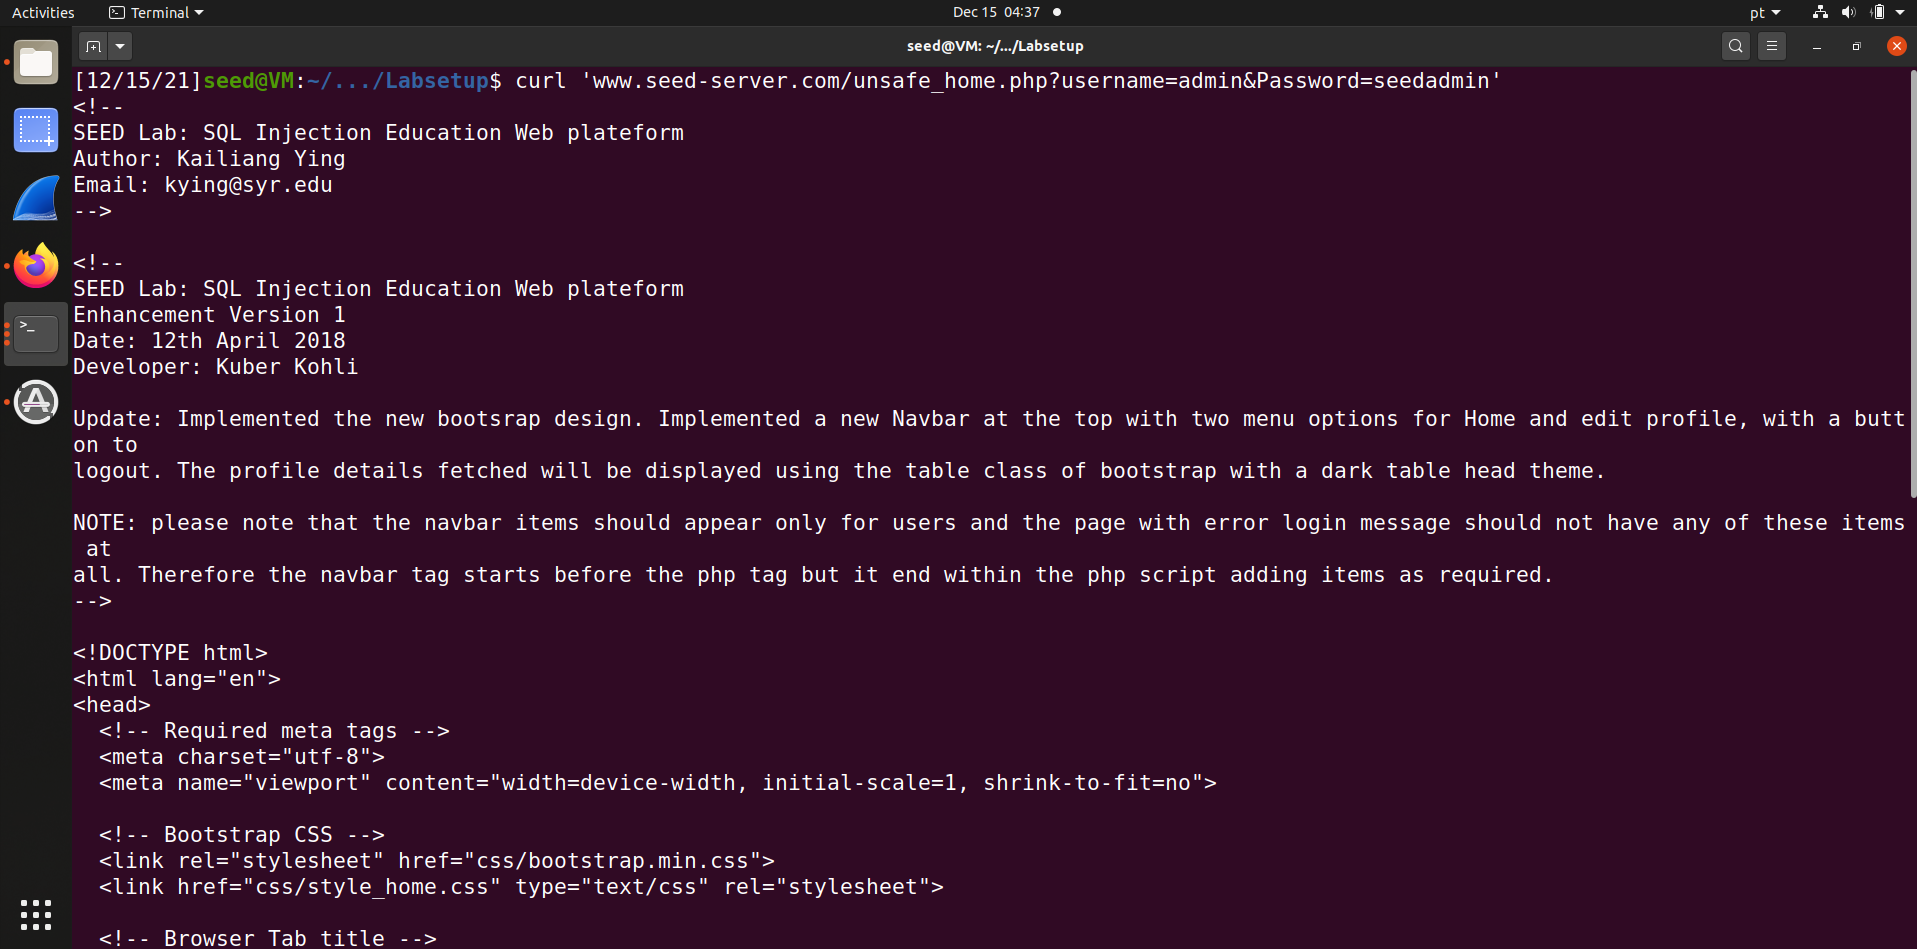 Activities
Terminal
Dec 15 04:37
pt
seed@VM: ~/.../Labsetup
[12/15/21]seed@VM:~/.../Labsetup$ curl 'www.seed-server.com/unsafe_home.php?username=admin&Password=seedadmin'
<!--
SEED Lab: SQL Injection Education Web plateform
Author: Kailiang Ying
Email: kying@syr.edu
-->

<!--
SEED Lab: SQL Injection Education Web plateform
Enhancement Version 1
Date: 12th April 2018
Developer: Kuber Kohli

Update: Implemented the new bootsrap design. Implemented a new Navbar at the top with two menu options for Home and edit profile, with a butt
on to
logout. The profile details fetched will be displayed using the table class of bootstrap with a dark table head theme.

NOTE: please note that the navbar items should appear only for users and the page with error login message should not have any of these items
 at
all. Therefore the navbar tag starts before the php tag but it end within the php script adding items as required.
-->

<!DOCTYPE html>
<html lang="en">
<head>
  <!-- Required meta tags -->
  <meta charset="utf-8">
  <meta name="viewport" content="width=device-width, initial-scale=1, shrink-to-fit=no">

  <!-- Bootstrap CSS -->
  <link rel="stylesheet" href="css/bootstrap.min.css">
  <link href="css/style_home.css" type="text/css" rel="stylesheet">

  <!-- Browser Tab title -->